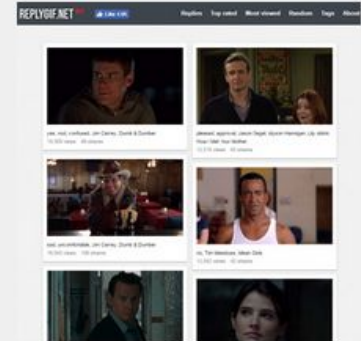 REPLYGIF.NET
Like
Replies Top rated Most viewed Random Tags About
yes, nod, confused, Jim Carrey, Dumb & Dumber
pleased, approval, Jason Segel, Alyson Hannigan, Lily Aldrin
How I Met Your Mother
nod, uncomfortable, Jim Carrey, Dumb & Dumber
no, Tim Meadows, Mean Girls